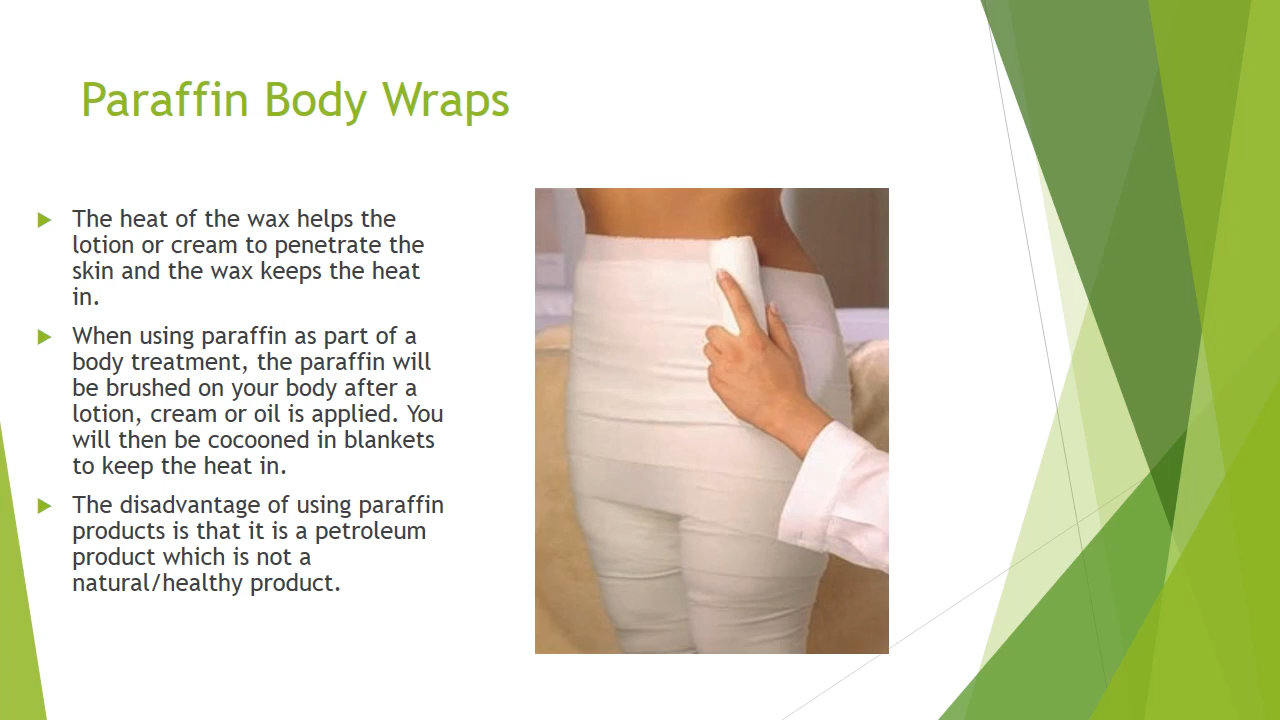 Paraffin Body Wraps
The heat of the wax helps the
lotion or cream to penetrate the
skin and the wax keeps the heat
in.
When using paraffin as part of a
body treatment, the paraffin will
be brushed on your body after a
lotion, cream or oil is applied. You
will then be cocooned in blankets
to keep the heat in.
The disadvantage of using paraffin
products is that it is a petroleum
product which is not a
natural/healthy product.